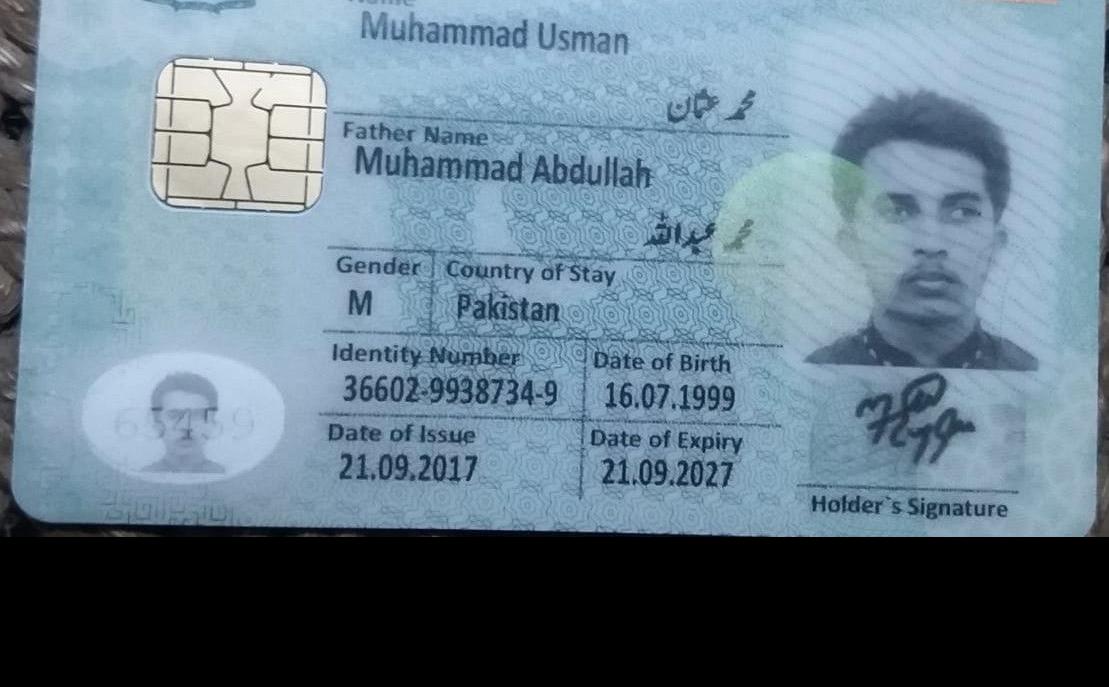 Name
Muhammad Usman
محمد عثمان
Father Name
Muhammad Abdullah
محمد عبداللہ
Gender Country of Stay
M Pakistan
Identity Number Date of Birth
36602-9938734-9 16.07.1999
Date of Issue Date of Expiry
21.09.2017 21.09.2027
Holder`s Signature